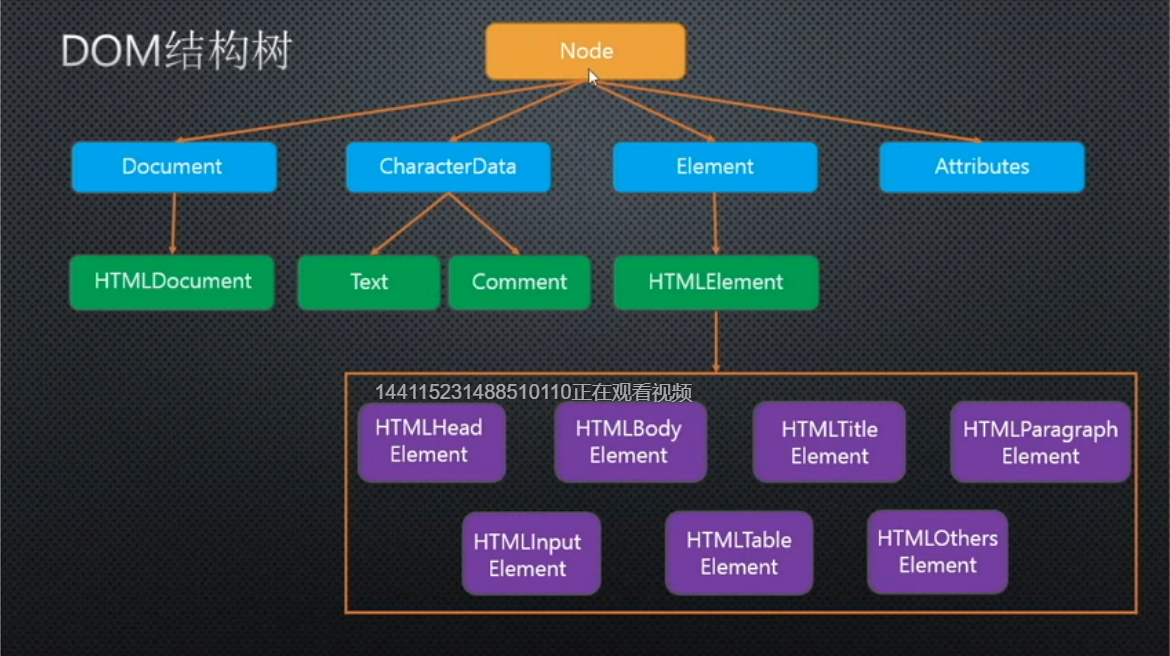 DOM结构树
Node
Document
CharacterData
Element
Attributes
HTMLDocument
Text
Comment
HTMLElement
144115231488510110正在观看视频
HTMLHead
Element
HTMLBody
Element
HTMLTitle
Element
HTMLParagraph
Element
HTMLInput
Element
HTMLTable
Element
HTMLOthers
Element